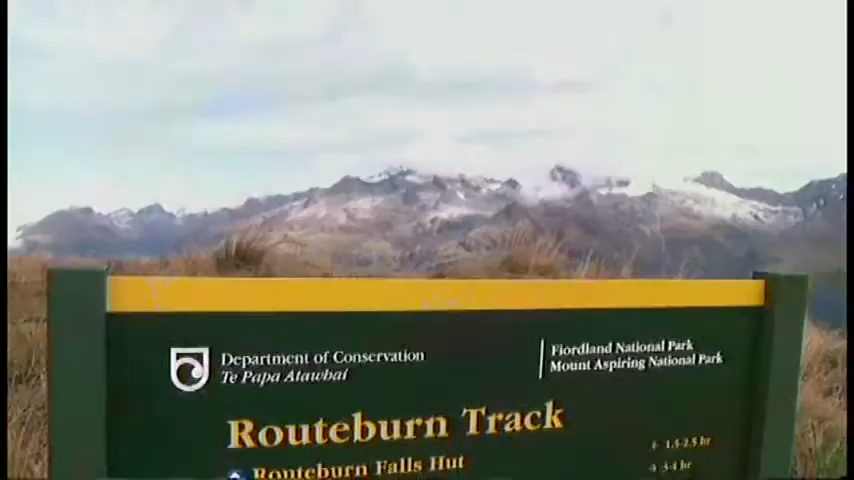 Department of Conservation
Te Papa Atawbai
Fiordland National Park
Mount Aspiring National Park
Routeburn Track
Routeburn Falls Hut
1.5-2.5 hr
3-4 hr